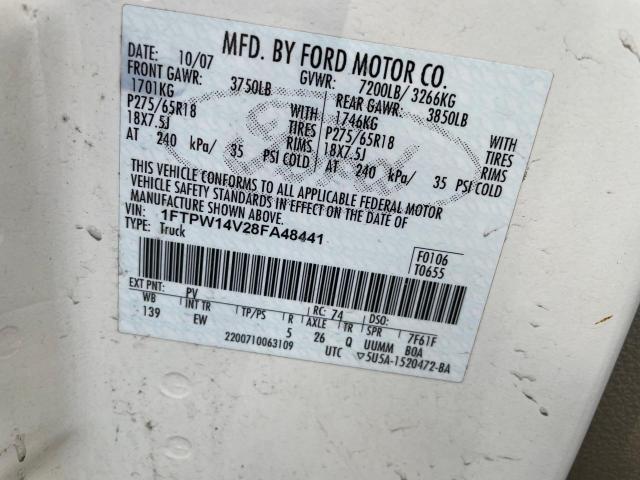 MFD. BY FORD MOTOR CO.
DATE: 10/07 GVWR: 7200LB/ 3266KG
FRONT GAWR: 3750LB REAR GAWR: 3850LB
1701KG WITH 1746KG WITH
P275/65R18 TIRES P275/65R18 TIRES
18X7.5J RIMS 18X7.5J RIMS
AT 240 kPa/ 35 PSI COLD AT 240 kPa/ 35 PSI COLD
THIS VEHICLE CONFORMS TO ALL APPLICABLE FEDERAL MOTOR
VEHICLE SAFETY STANDARDS IN EFFECT ON THE DATE OF
MANUFACTURE SHOWN ABOVE.
VIN: 1FTPW14V28FA48441
TYPE: Truck
F0106
T0655
EXT PNT: PV RC: 74 DSO:
WB INT TR TP/PS R AXLE TR SPR 7F61F
139 EW 5 26 Q UUMM BOA
2200710063109 UTC ▽5U5A-1520472-BA
Ford